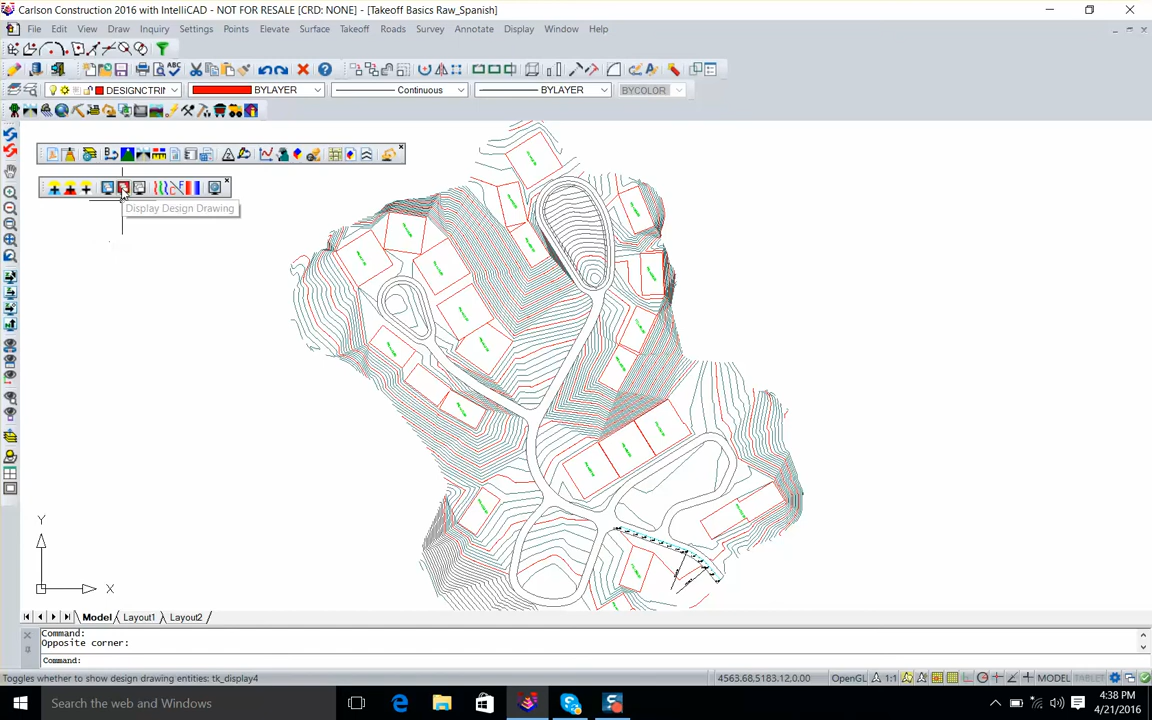 Carlson Construction 2016 with IntelliCAD - NOT FOR RESALE [CRD: NONE] - [Takeoff Basics Raw_Spanish]
File Edit View Draw Inquiry Settings Points Elevate Surface Takeoff Roads Survey Annotate Display Window Help
DESIGNCTRIN BYLAYER Continuous BYLAYER BYCOLOR
Display Design Drawing
Y
X
Model Layout1 Layout2
Command:
Opposite corner:
Command:
Toggles whether to show design drawing entities: tk_display4
4563.68,5183.12,0.00 OpenGL 1:1 MODEL TABLET
Search the web and Windows
4:38 PM
4/21/2016